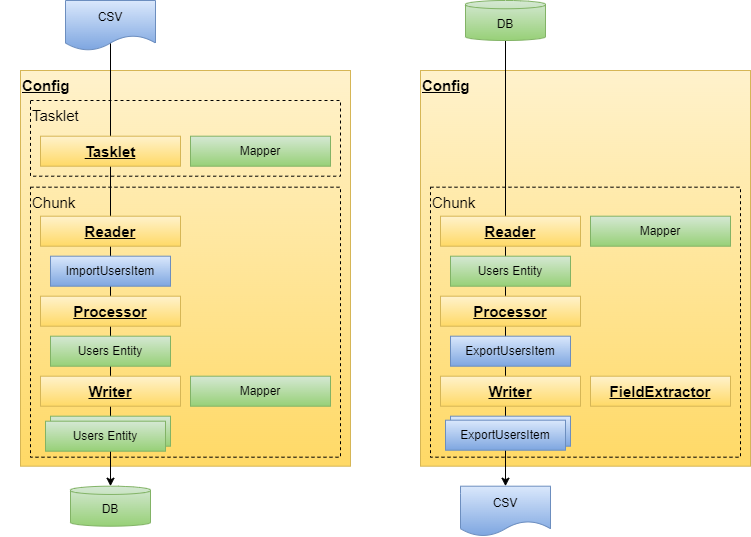 CSV
Config
Tasklet
Tasklet
Mapper
Chunk
Reader
ImportUsersItem
Processor
Users Entity
Writer
Mapper
Users Entity
DB
DB
Config
Chunk
Reader
Mapper
Users Entity
Processor
ExportUsersItem
Writer
FieldExtractor
ExportUsersItem
CSV